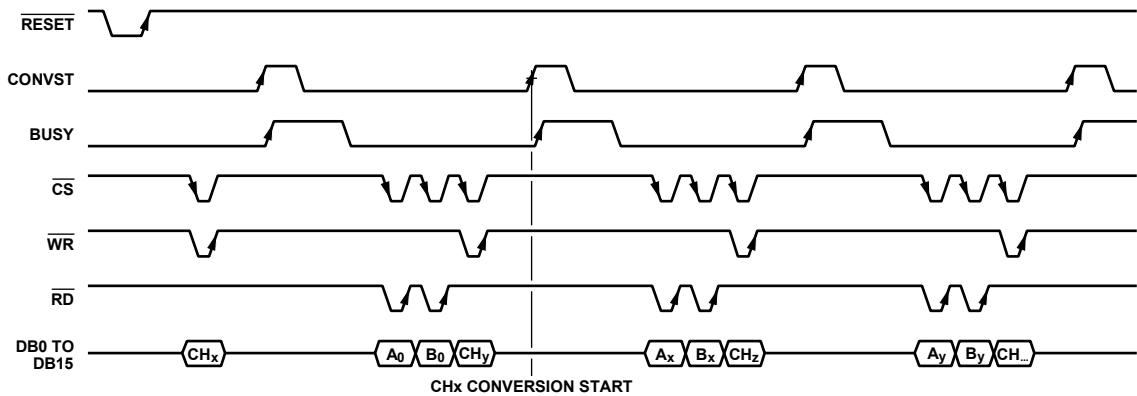 RESET
CONVST
BUSY
CS
WR
RD
DB0 TO
DB15
CHx A0 B0 CHy Ax Bx CHz Ay By CH...
CHx CONVERSION START